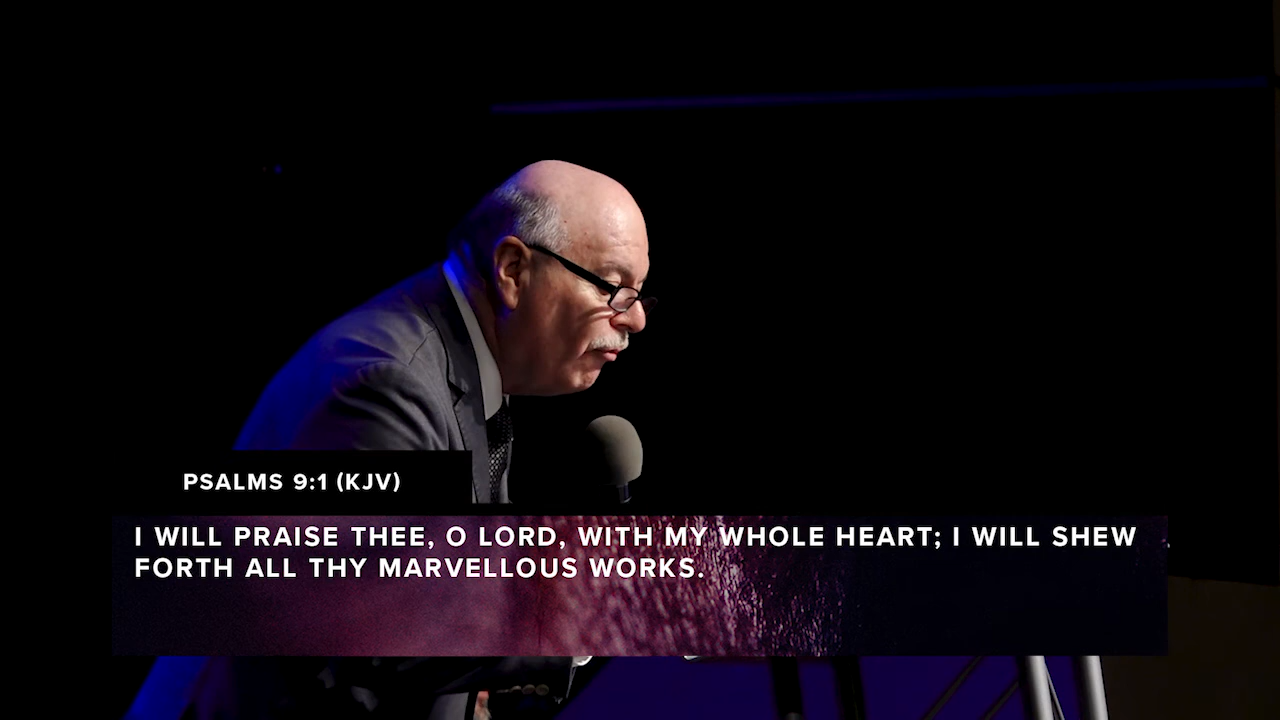 PSALMS 9:1 (KJV)
I WILL PRAISE THEE, O LORD, WITH MY WHOLE HEART; I WILL SHEW
FORTH ALL THY MARVELLOUS WORKS.